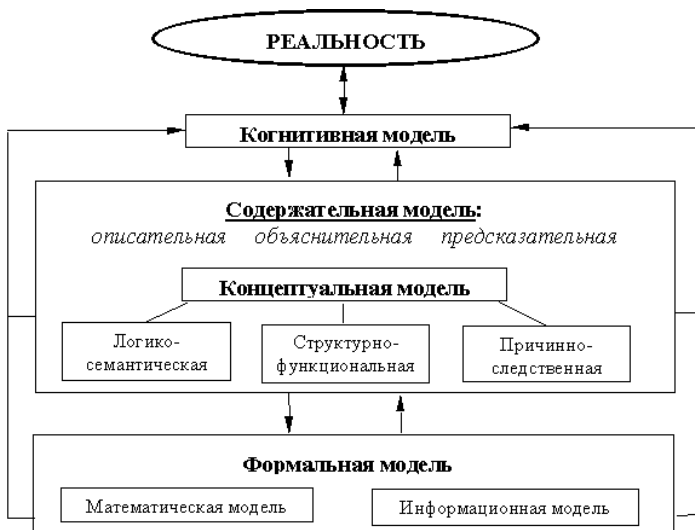 РЕАЛЬНОСТЬ
Когнитивная модель
Содержательная модель:
описательная объяснительная предсказательная
Концептуальная модель
Логико-
семантическая
Структурно-
функциональная
Причинно-
следственная
Формальная модель
Математическая модель
Информационная модель